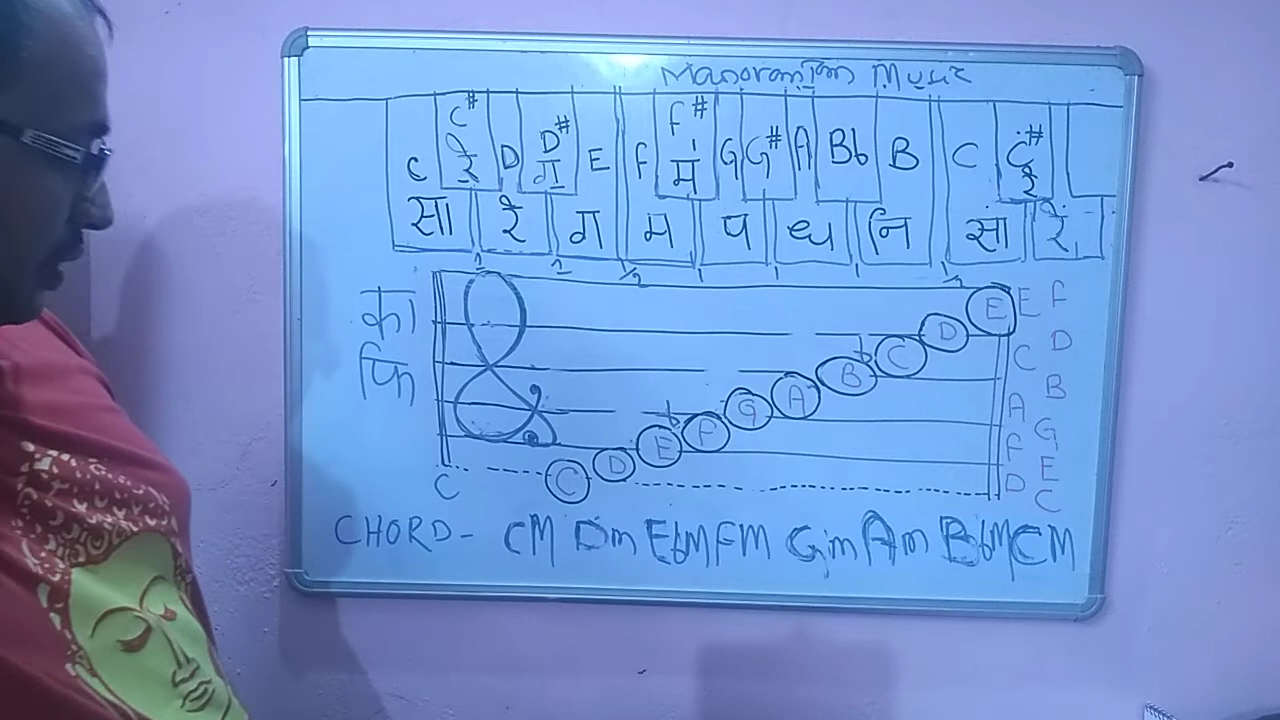 Manoranjan Music
C# D# F# C#
C रे D ग E F मं G G# A Bb B C रें
सा रे ग म प ध नि सां रें
का
फि
C D E F G A B C D E
b b
E F
C D
A B
F G
D E
C C
CHORD - CM Dm EbM FM Gm Am BbM CM